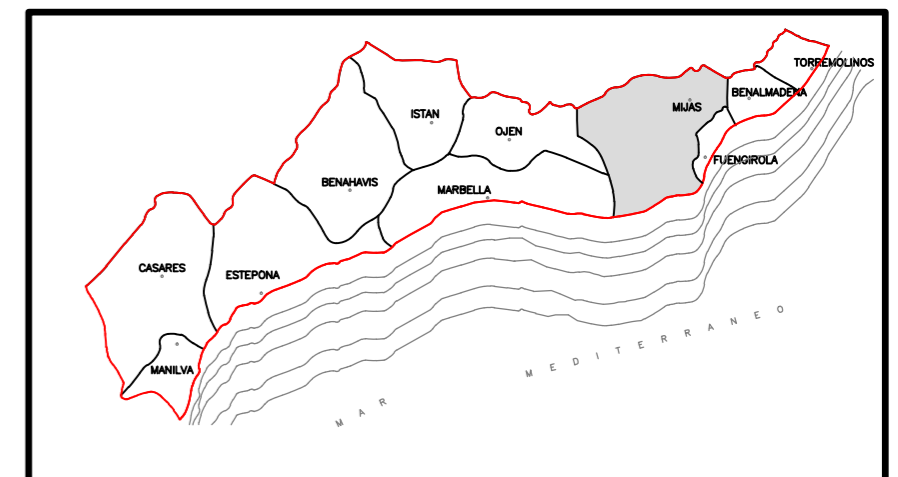 TORREMOLINOS
BENALMADENA
MIJAS
ISTAN
OJEN
FUENGIROLA
BENAHAVIS
MARBELLA
CASARES
ESTEPONA
MANILVA
MAR MEDITERRANEO